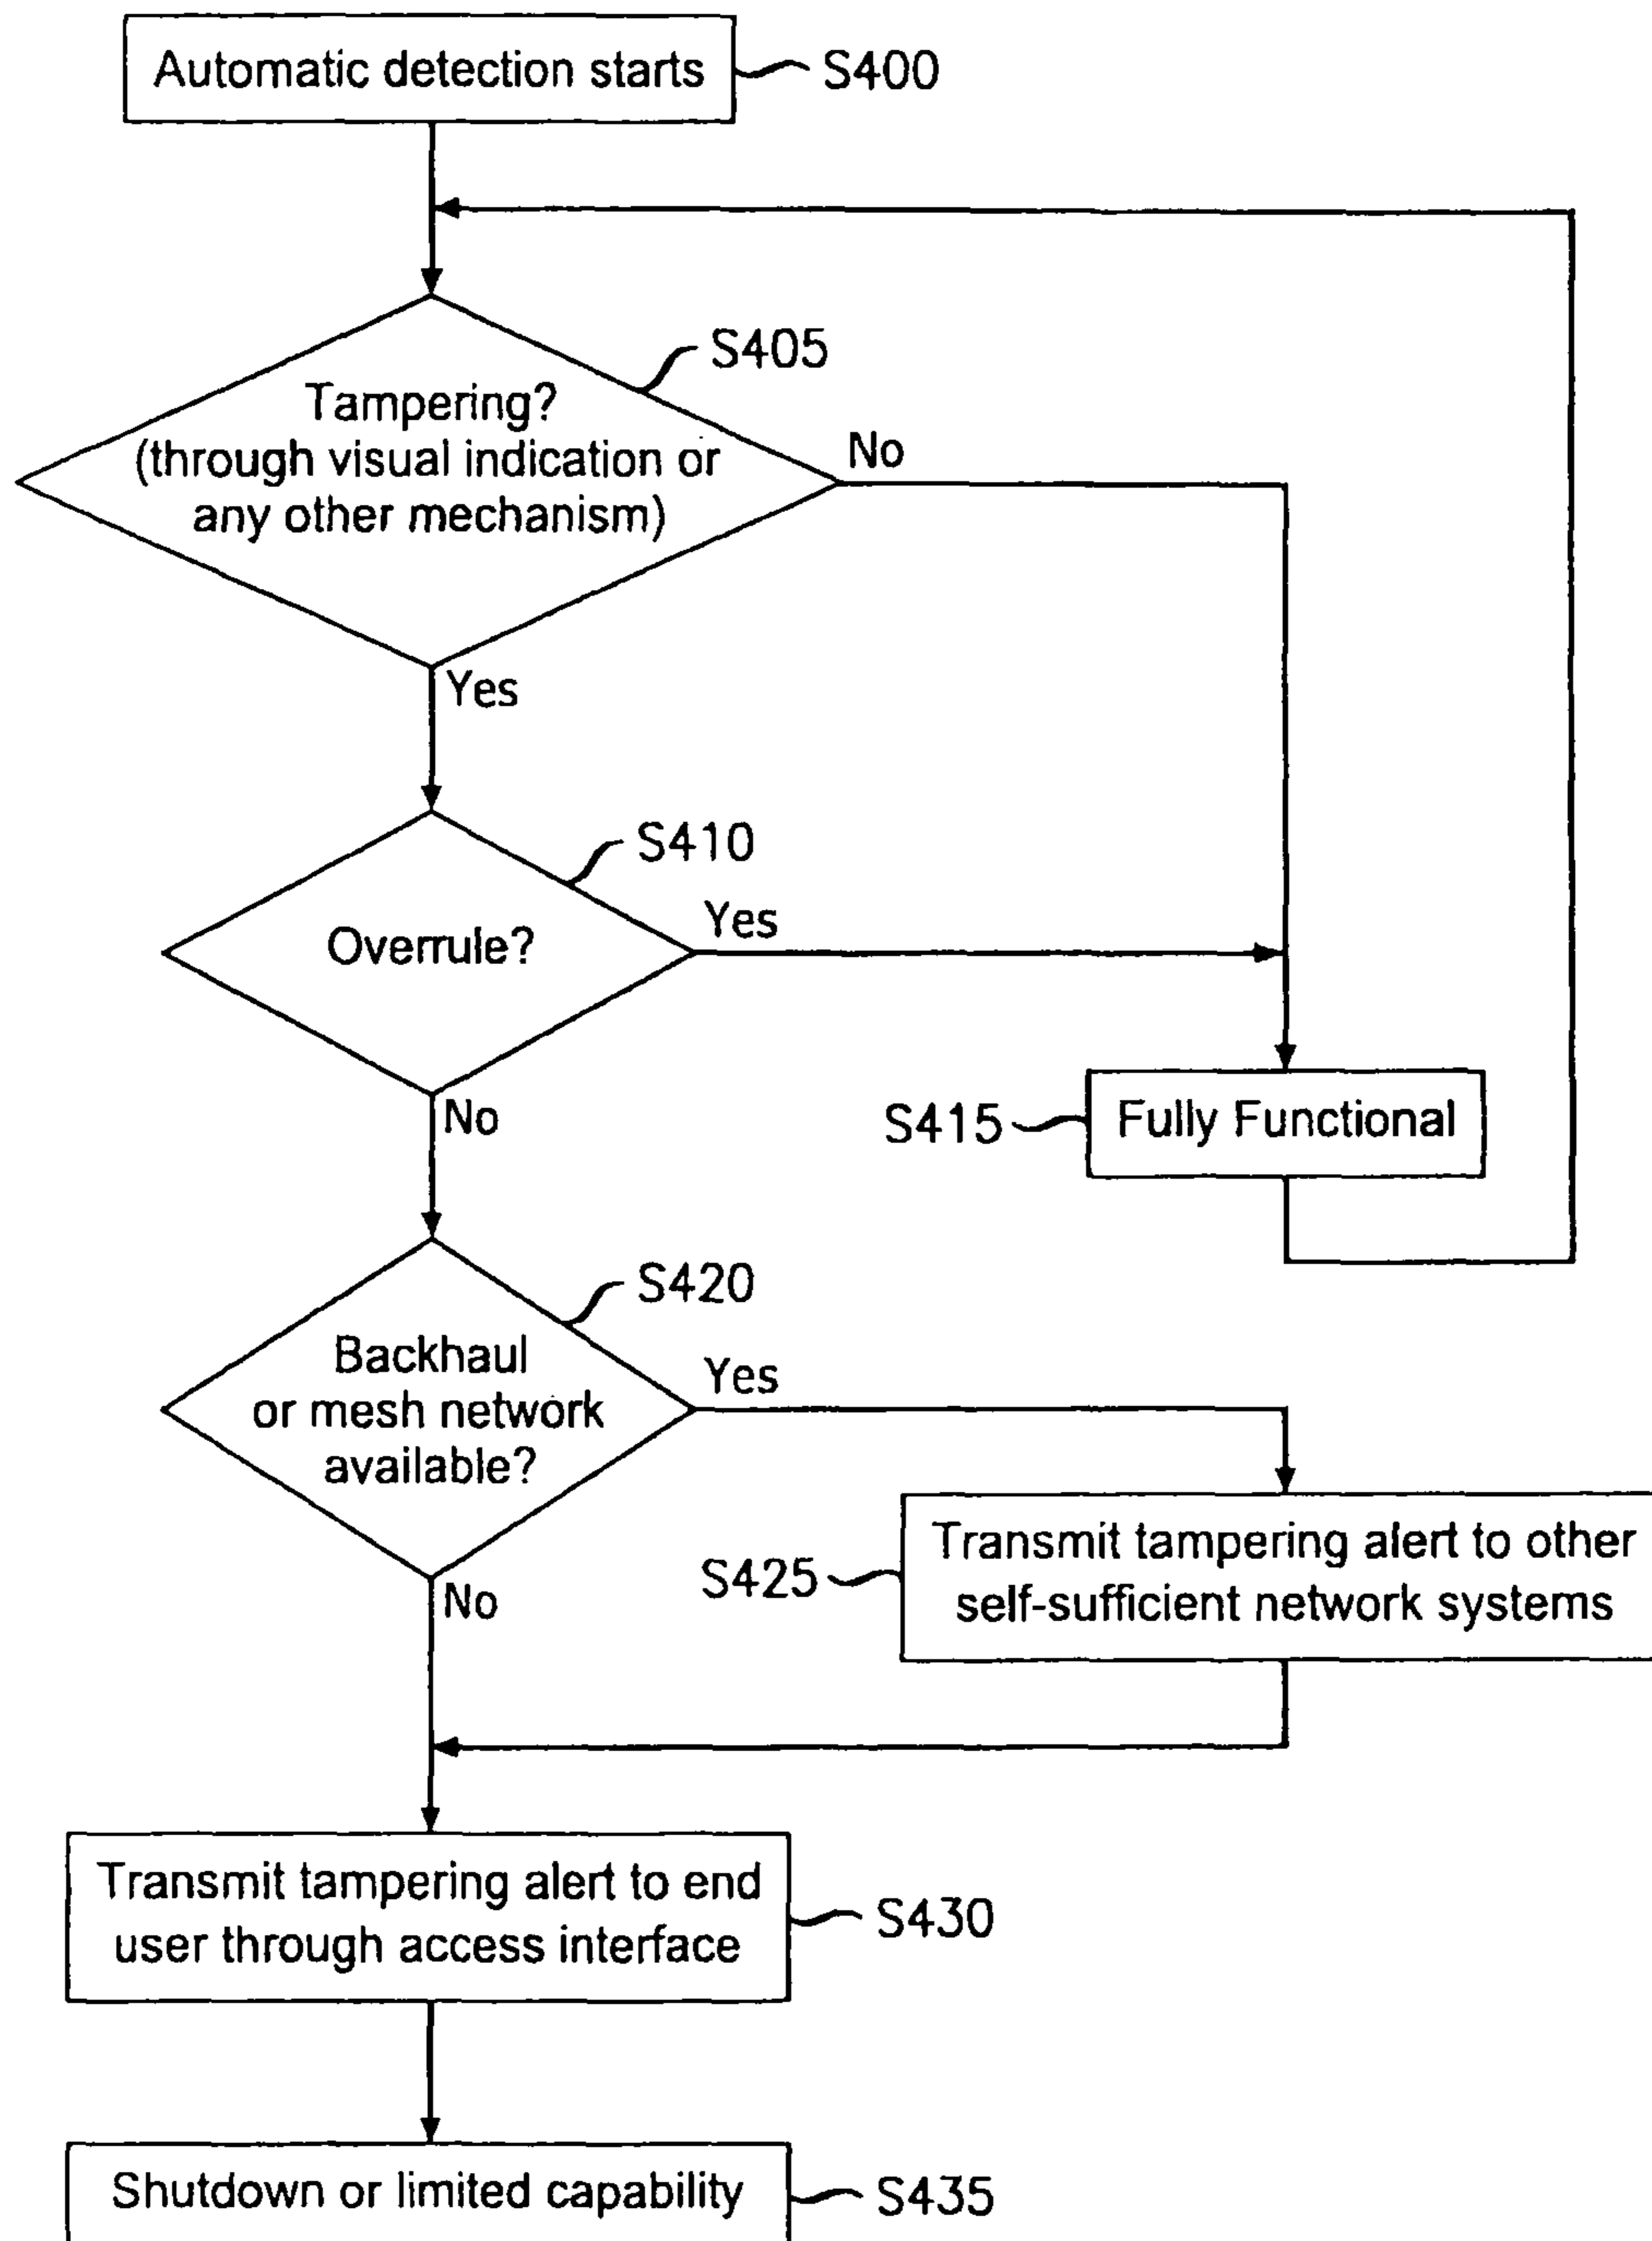 Automatic detection starts
S400
S405
Tampering?
(through visual indication or
any other mechanism)
No
Yes
S410
Overrule?
Yes
No
S415
Fully Functional
S420
Backhaul
or mesh network
available?
Yes
No
S425
Transmit tampering alert to other
self-sufficient network systems
Transmit tampering alert to end
user through access interface
S430
Shutdown or limited capability
S435